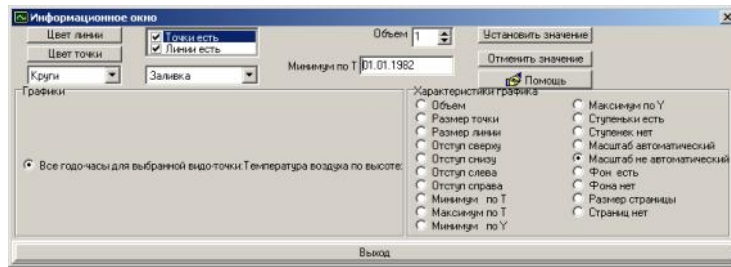 Информационное окно
Цвет линии
Точки есть
Объем 1
Установить значение
Цвет точки
Линии есть
Минимум по Т 01.01.1982
Отменить значение
Круги
Заливка
Помощь
Графики
Характеристики графика
Все годо-часы для выбранной видо-точки:Температура воздуха по высоте:
Объем
Размер точки
Размер линии
Отступ сверху
Отступ снизу
Отступ слева
Отступ справа
Минимум по Т
Максимум по Т
Минимум по Y
Максимум по Y
Ступеньки есть
Ступенек нет
Масштаб автоматический
Масштаб не автоматический
Фон есть
Фона нет
Размер страницы
Страниц нет
Выход